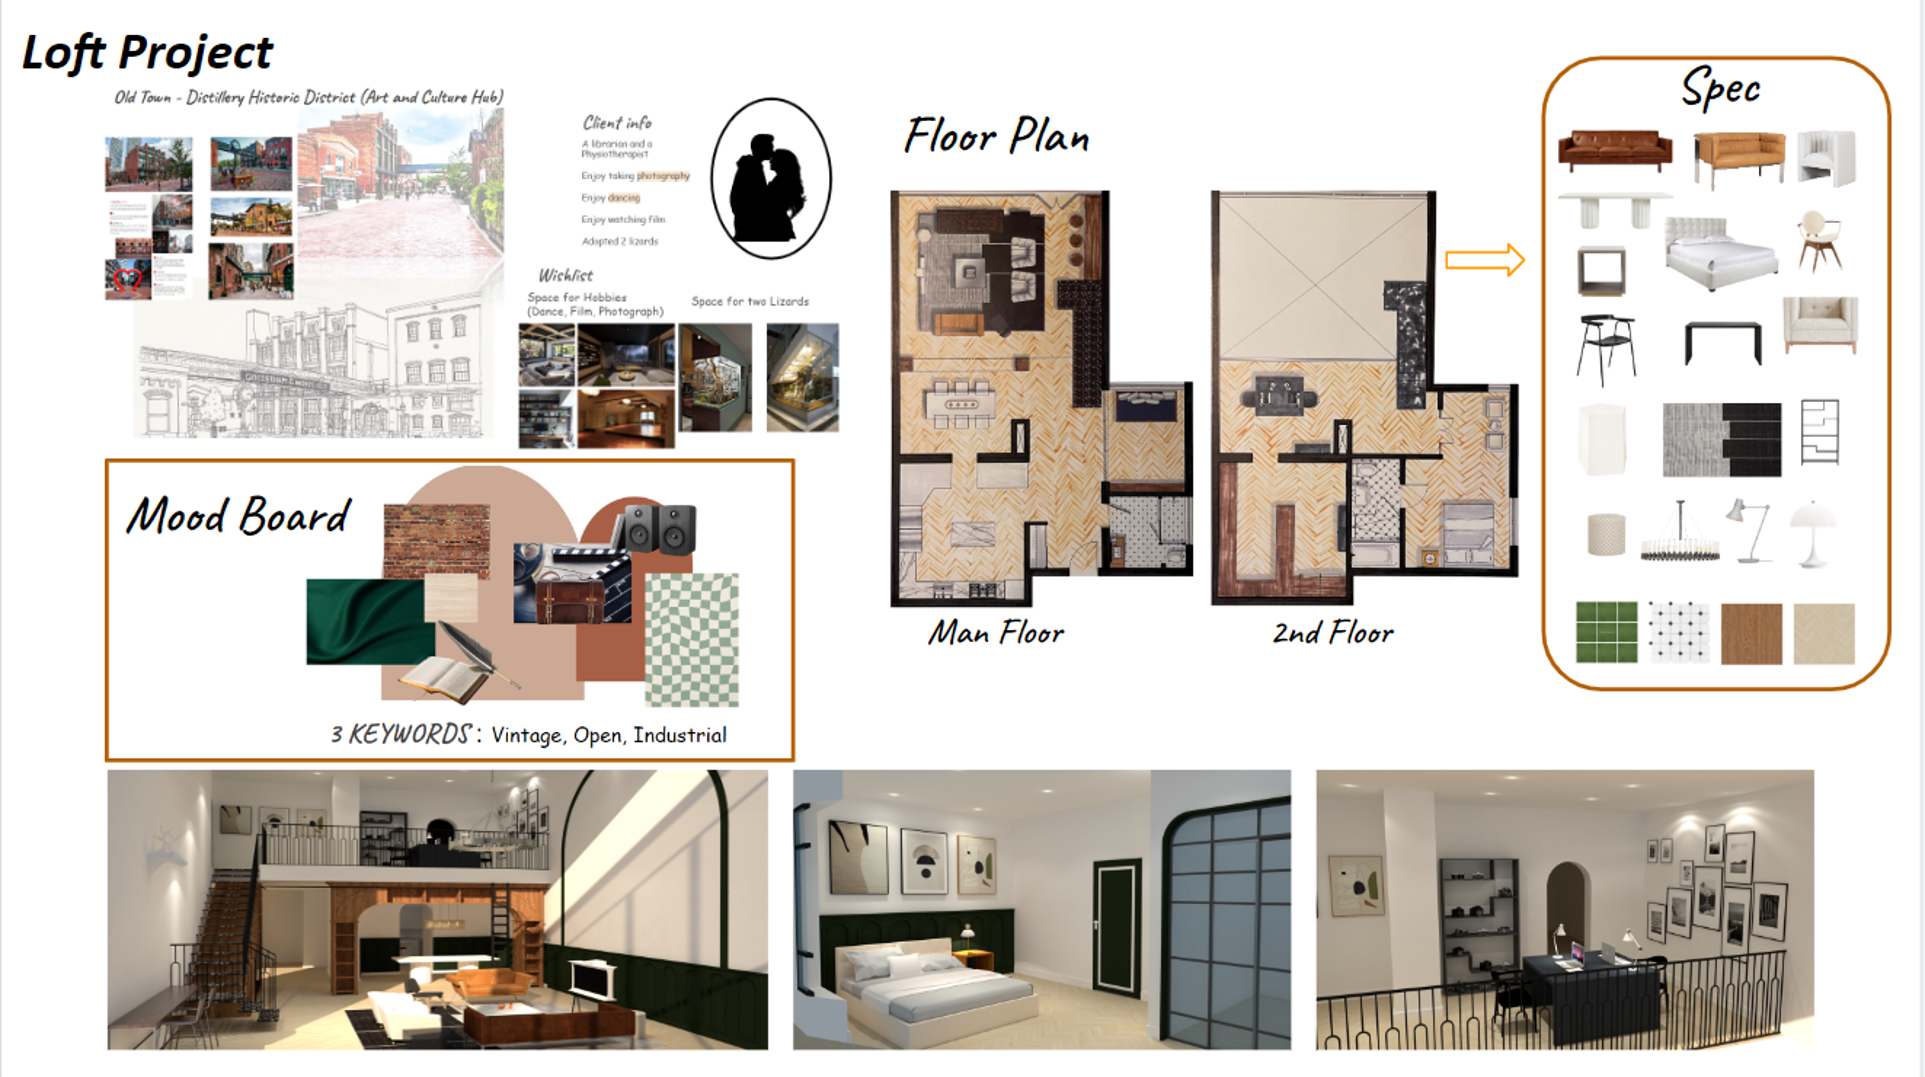 Loft Project
Old Town - Distillery Historic District (Art and Culture Hub)
Client info
A librarian and a
Physiotherapist
Enjoy taking photography
Enjoy dancing
Enjoy watching film
Adopted 2 lizards
Wishlist
Space for Hobbies
(Dance, Film, Photograph)
Space for two Lizards
Mood Board
3 KEYWORDS : Vintage, Open, Industrial
Floor Plan
Man Floor
2nd Floor
Spec